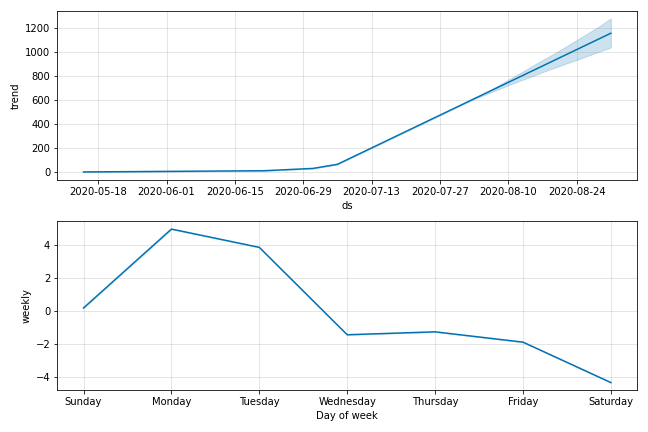 1200
1000
800
600
400
200
0
trend
2020-05-18 2020-06-01 2020-06-15 2020-06-29 2020-07-13 2020-07-27 2020-08-10 2020-08-24
ds
4
2
0
−2
−4
weekly
Sunday Monday Tuesday Wednesday Thursday Friday Saturday
Day of week